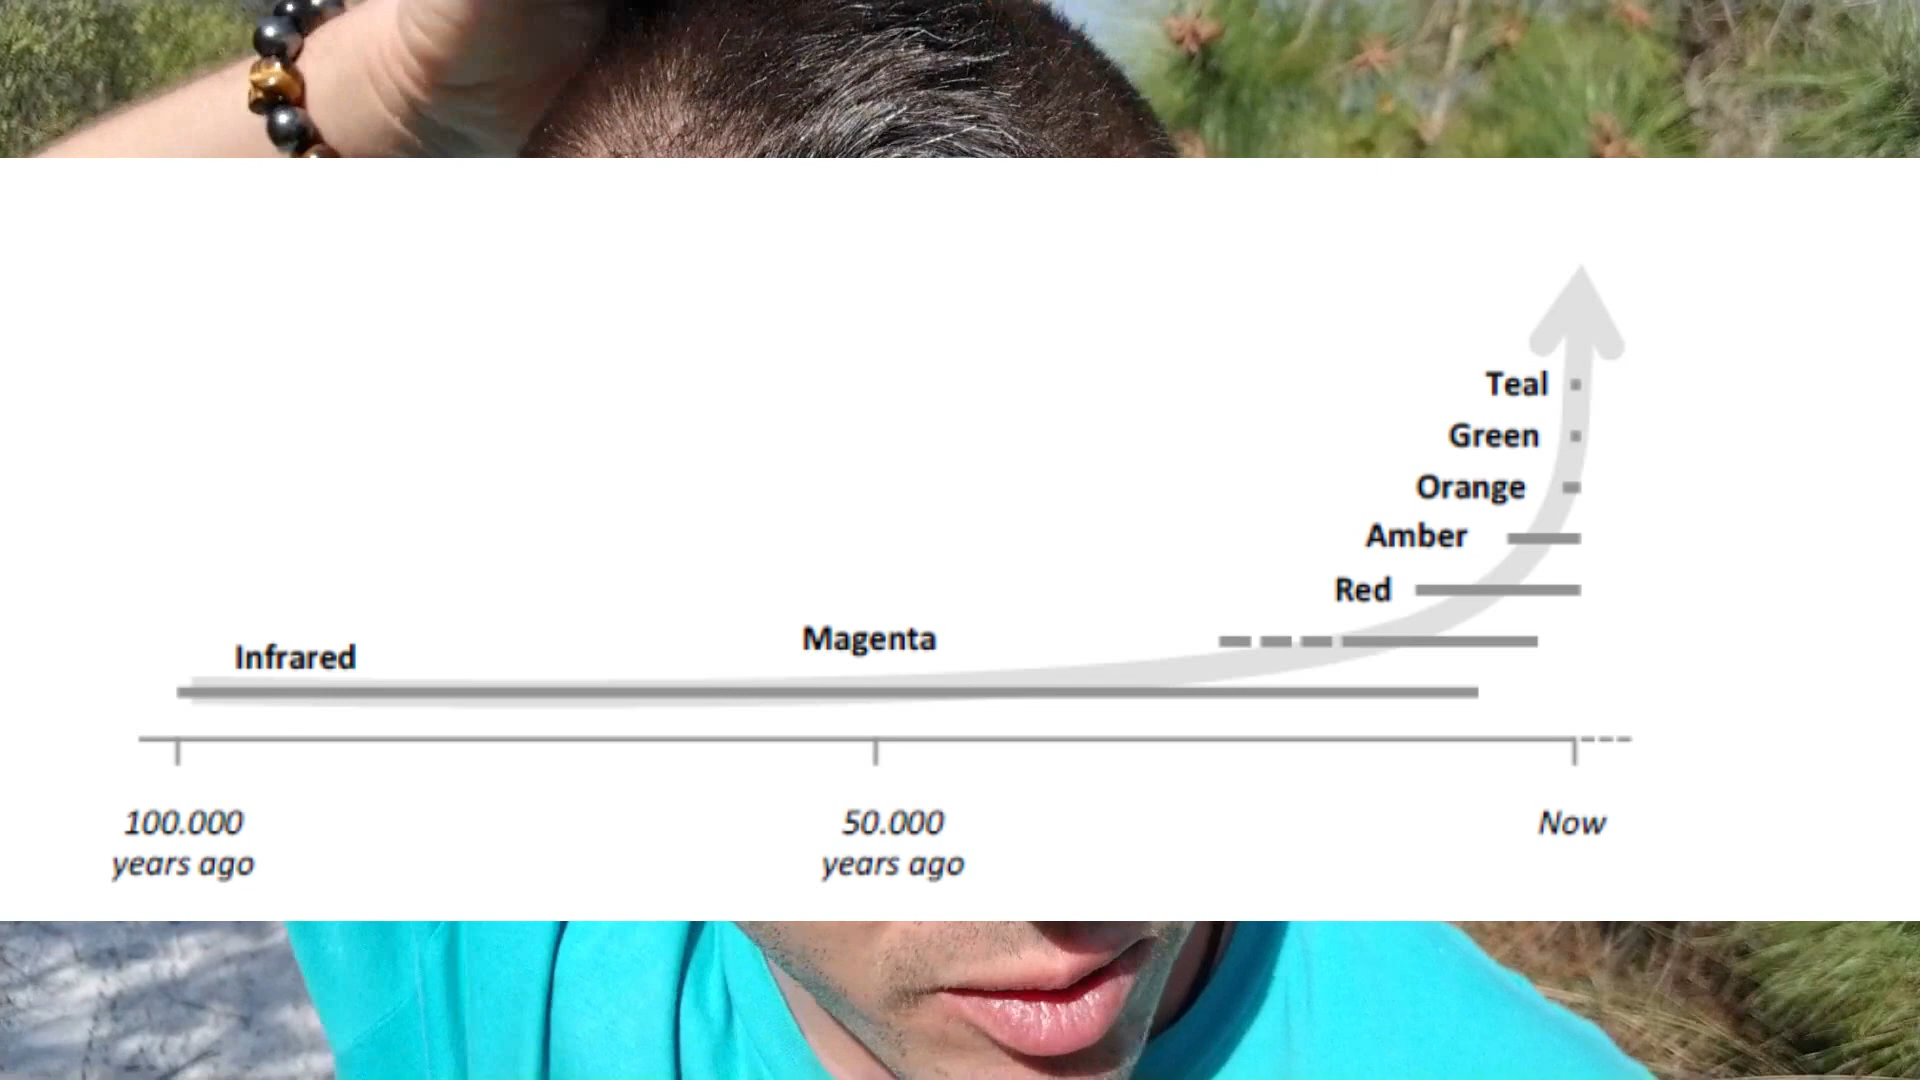 Teal
Green
Orange
Amber
Red
Magenta
Infrared
100.000
years ago
50.000
years ago
Now